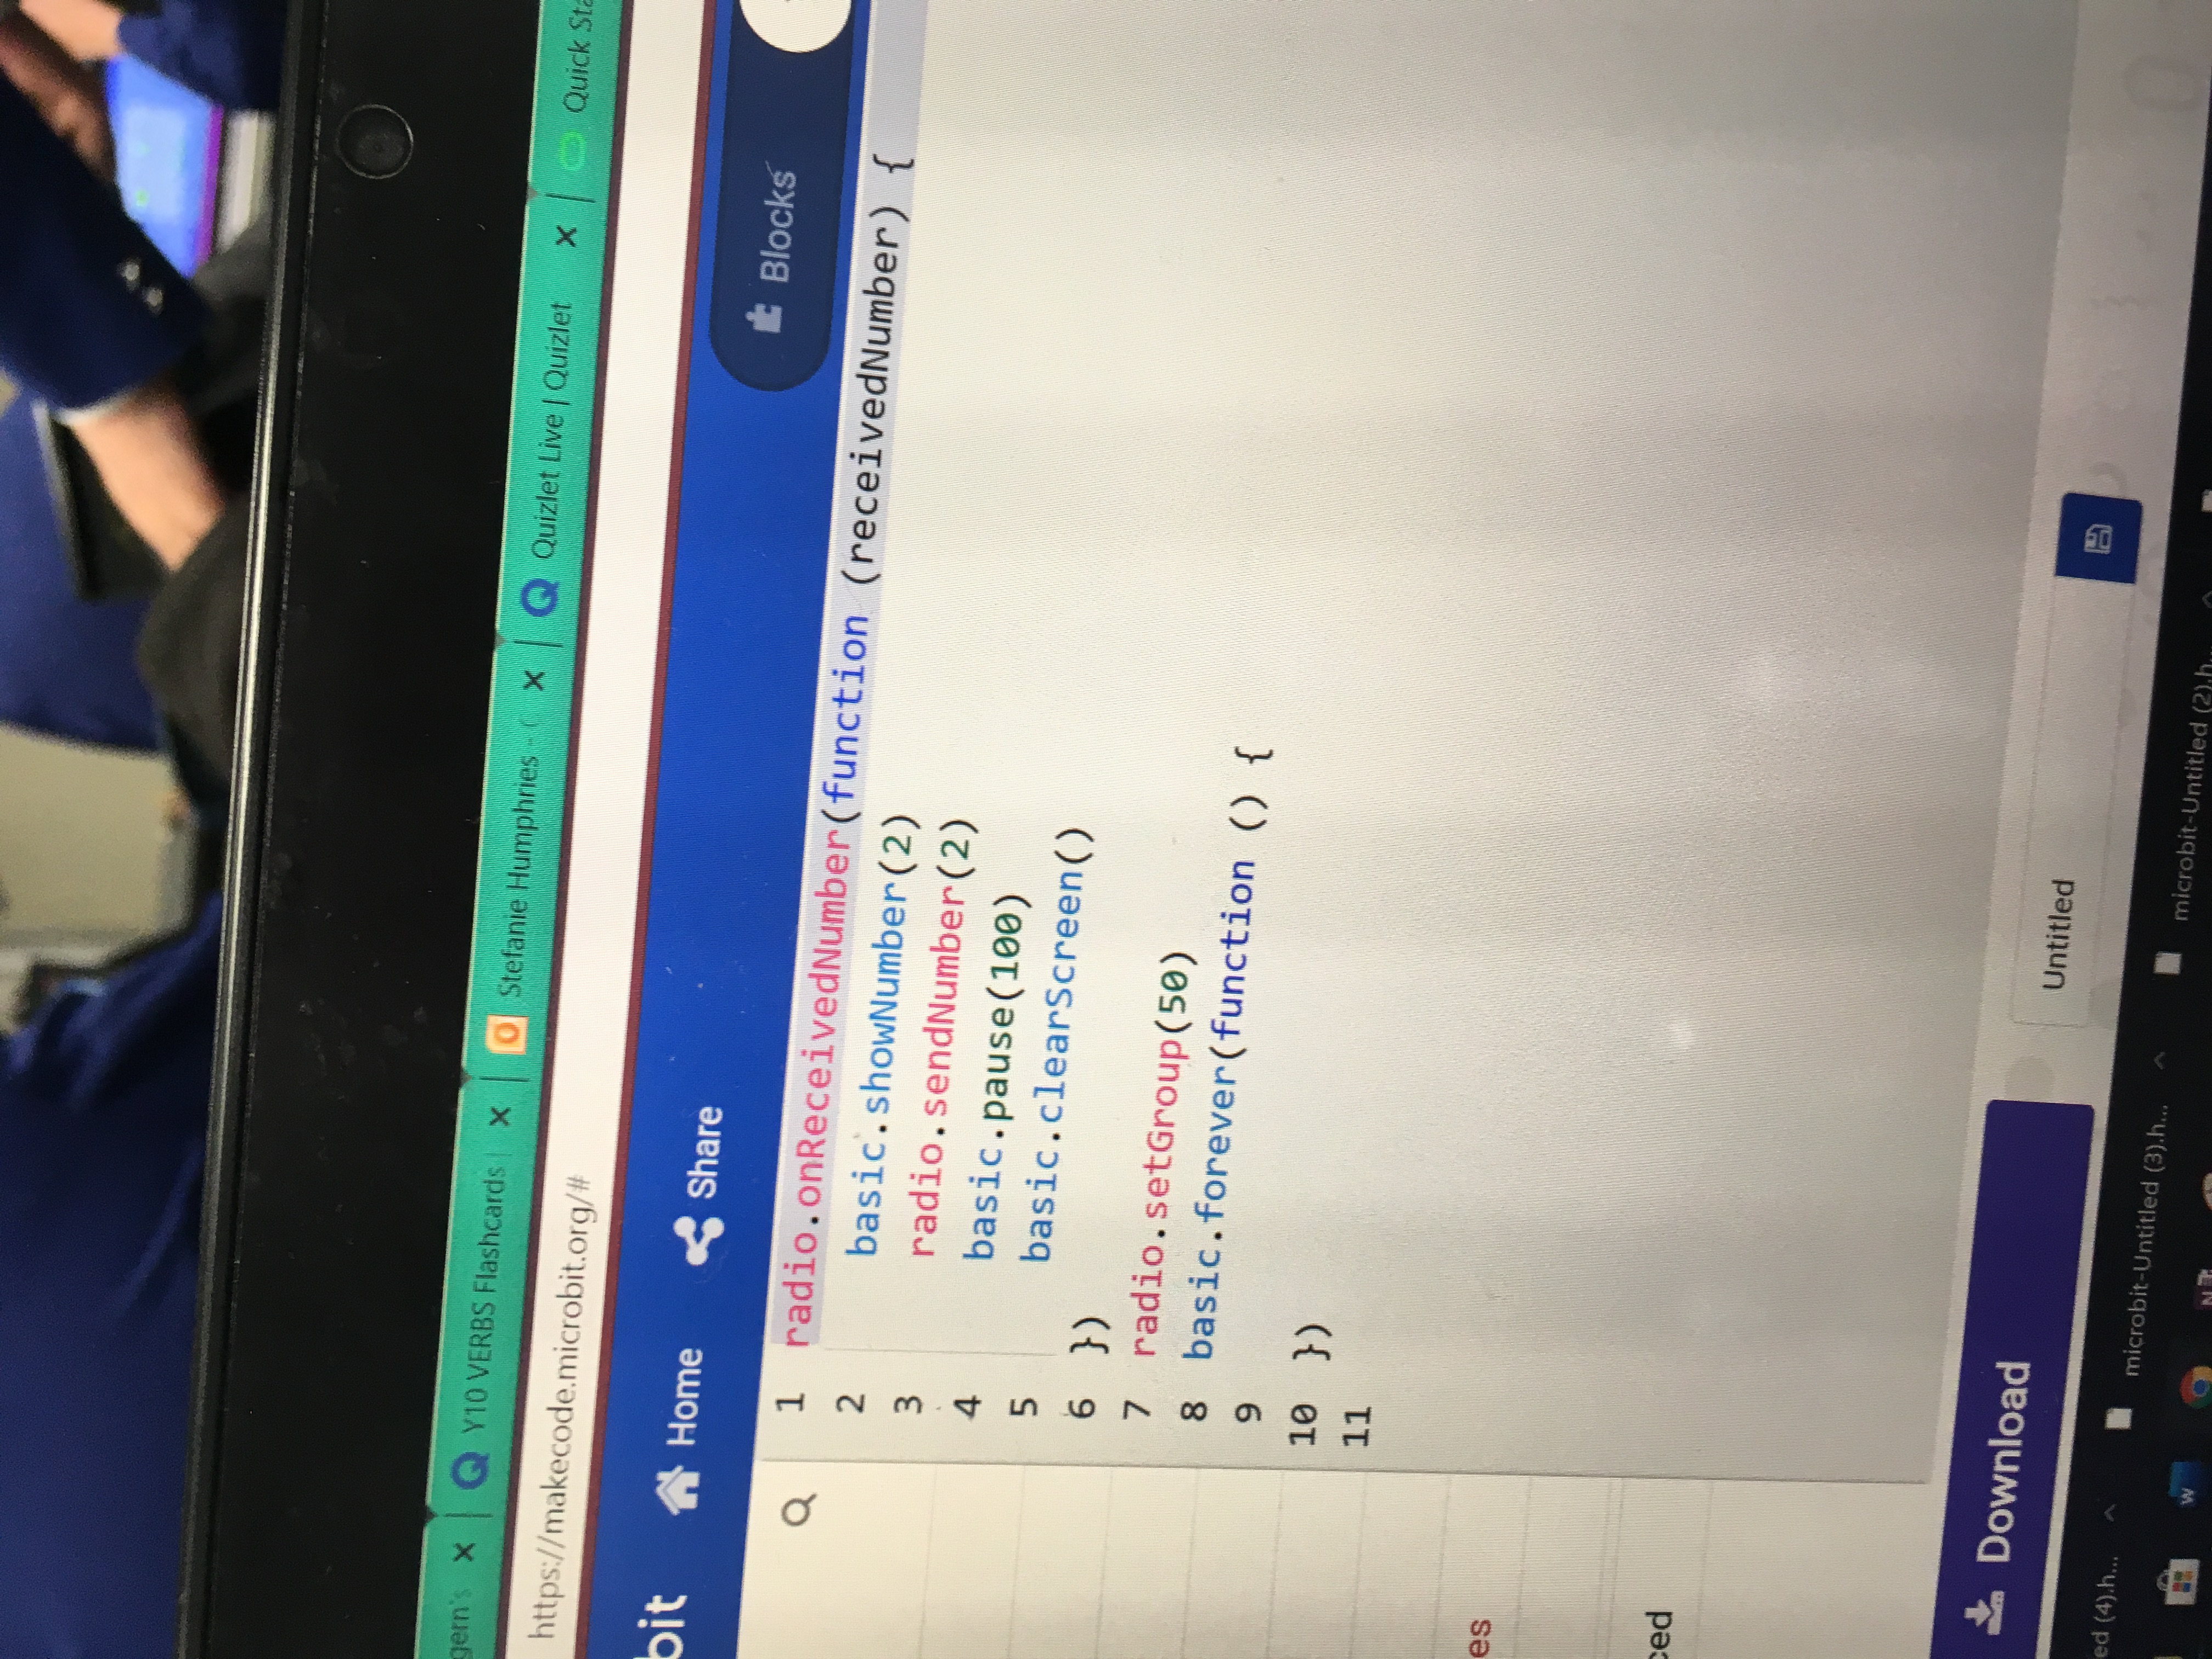 gern's
Y10 VERBS Flashcards
Stefanie Humphries -
Quizlet Live | Quizlet
Quick Sta
https://makecode.microbit.org/#
bit
Home
Share
Blocks
1 radio.onReceivedNumber(function (receivedNumber) {
2 basic.showNumber(2)
3 radio.sendNumber(2)
4 basic.pause(100)
5 basic.clearScreen()
6 })
7 radio.setGroup(50)
8 basic.forever(function () {
9
10 })
11
es
ced
Download
Untitled
ed (4).h...
microbit-Untitled (3).h...
microbit-Untitled (2).h...